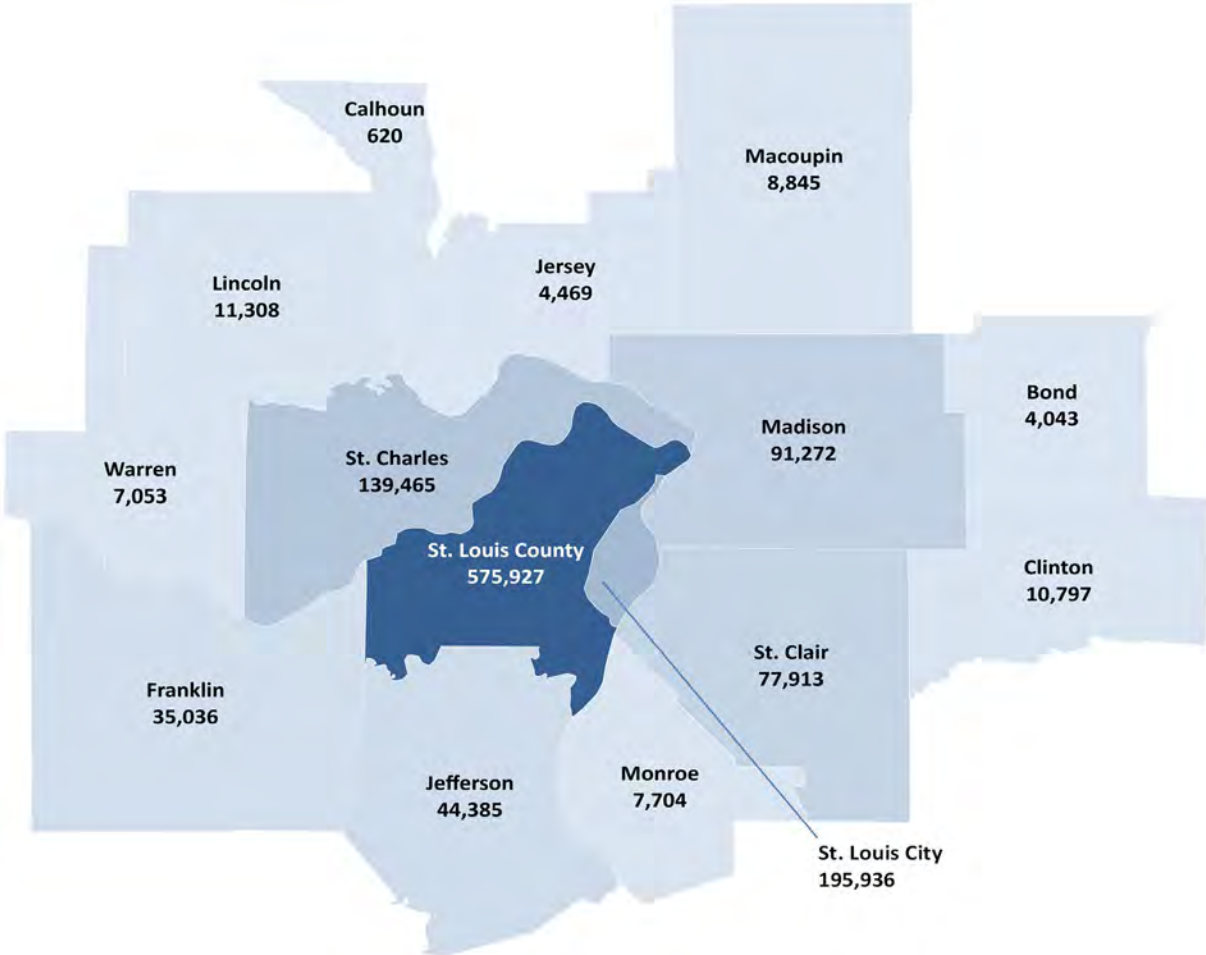 Calhoun
620
Macoupin
8,845
Lincoln
11,308
Jersey
4,469
Bond
4,043
Madison
91,272
St. Charles
139,465
Warren
7,053
St. Louis County
575,927
Clinton
10,797
St. Clair
77,913
Franklin
35,036
Jefferson
44,385
Monroe
7,704
St. Louis City
195,936